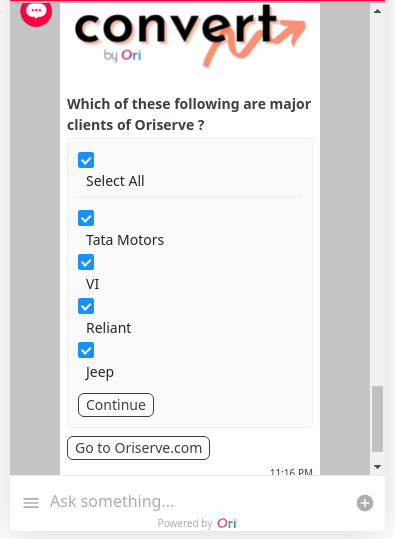 convert
by Ori
Which of these following are major
clients of Oriserve ?
Select All
Tata Motors
VI
Reliant
Jeep
Continue
Go to Oriserve.com
11:16 PM
Ask something...
Powered by Ori